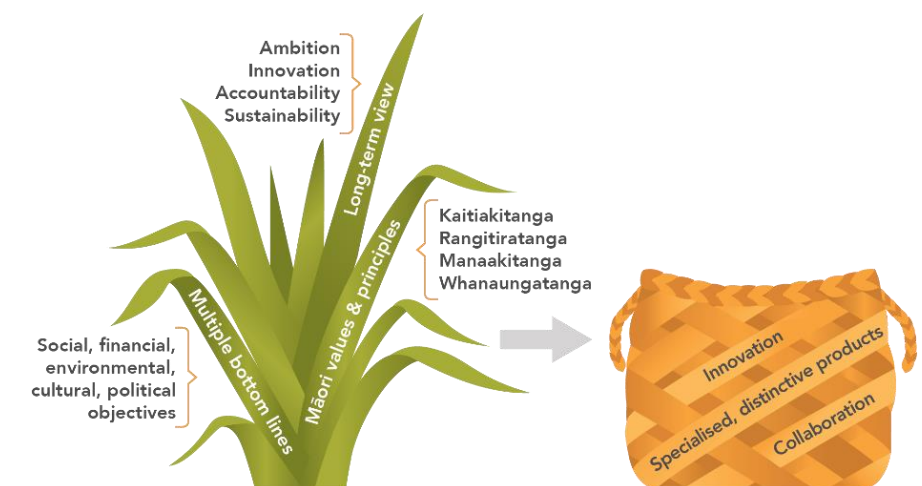 Ambition
Innovation
Accountability
Sustainability
Long-term view
Kaitiakitanga
Rangitiratanga
Manaakitanga
Whanaungatanga
Māori values & principles
Multiple bottom lines
Social, financial,
environmental,
cultural, political
objectives
Innovation
Specialised, distinctive products
Collaboration